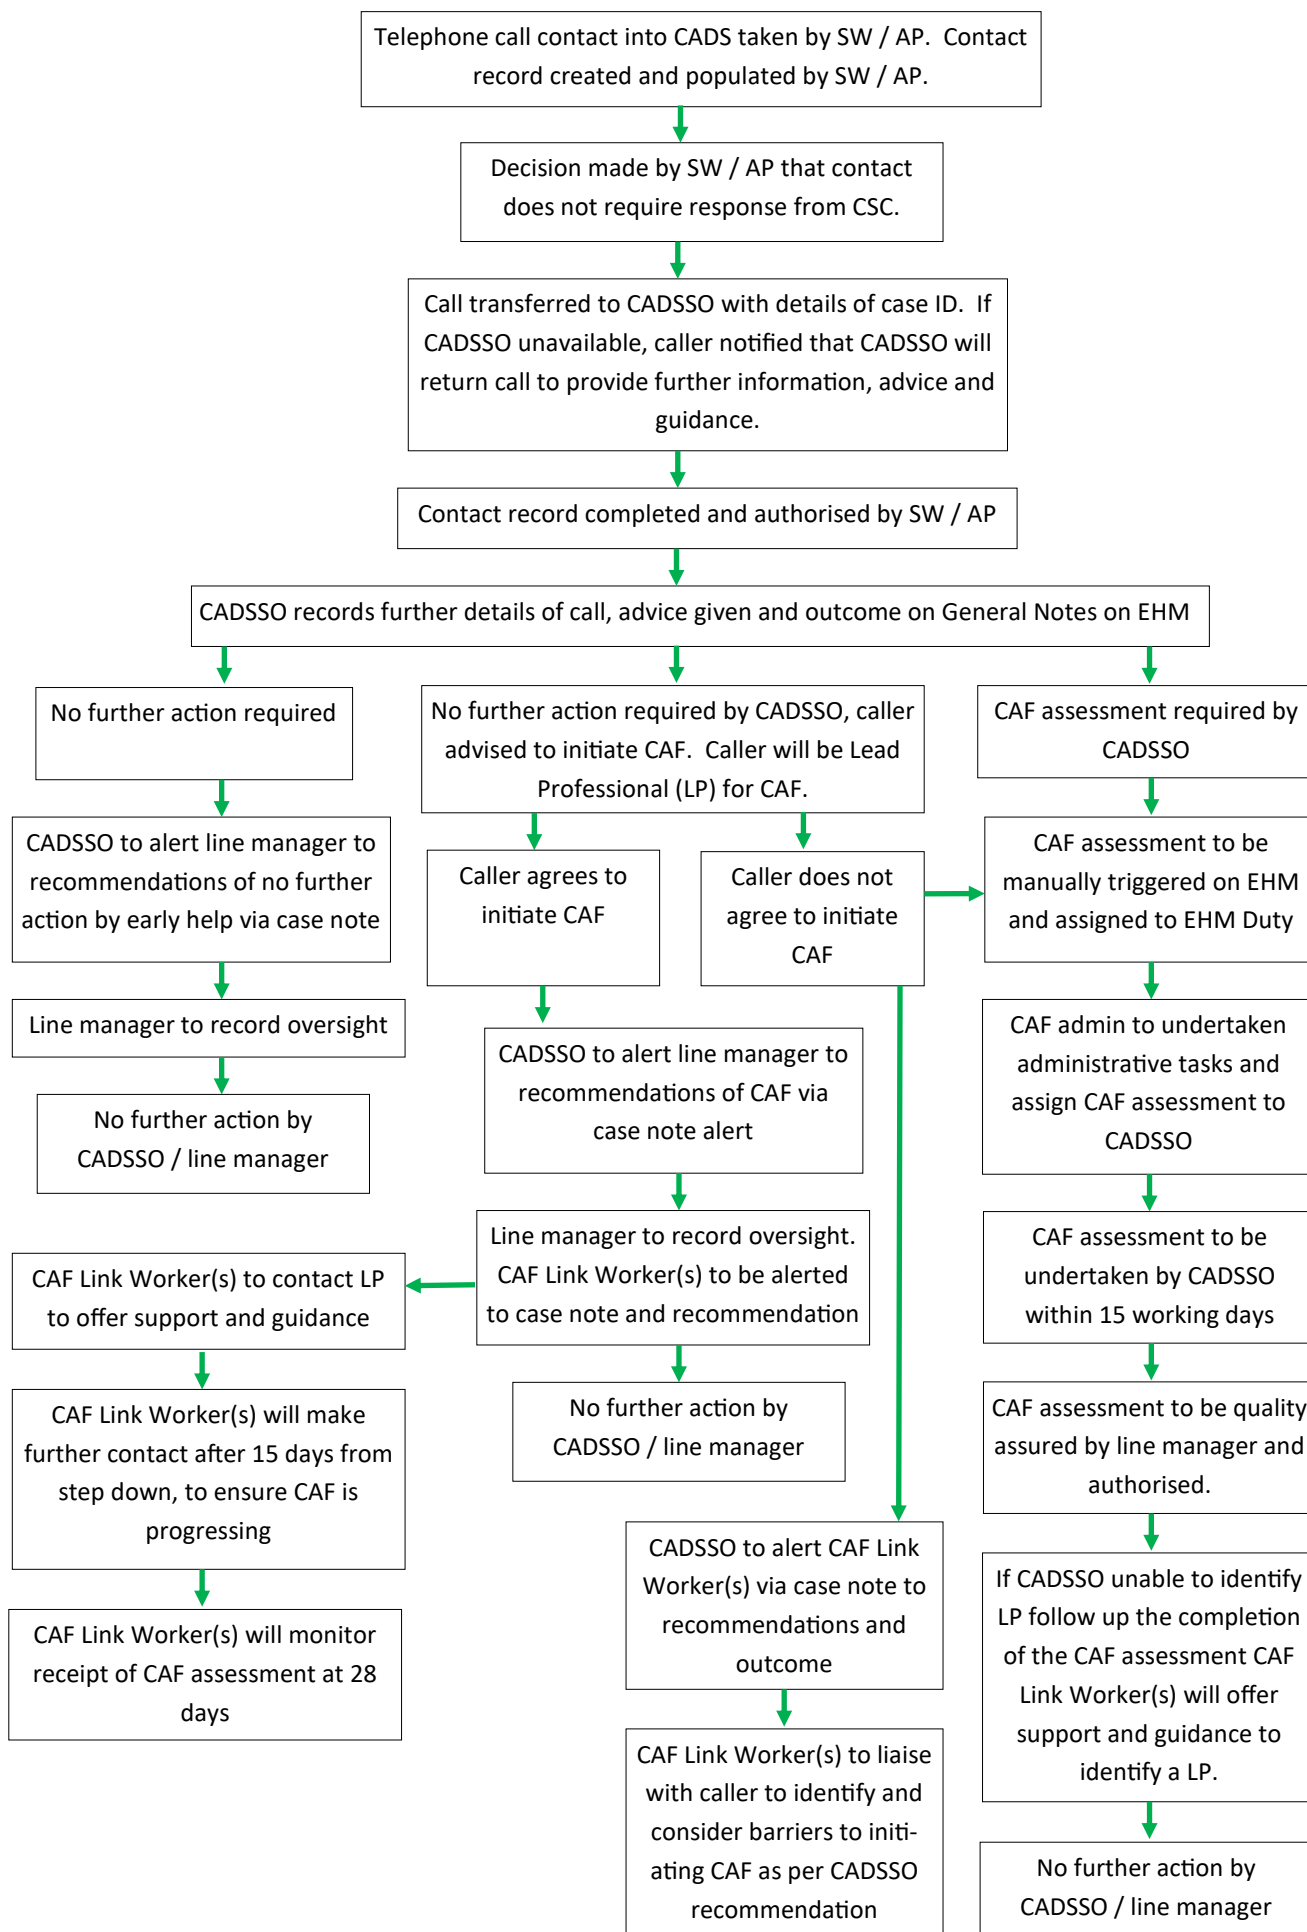 Telephone call contact into CADS taken by SW / AP.  Contact
record created and populated by SW / AP.
Decision made by SW / AP that contact
does not require response from CSC.
Call transferred to CADSSO with details of case ID.  If
CADSSO unavailable, caller notified that CADSSO will
return call to provide further information, advice and
guidance.
Contact record completed and authorised by SW / AP
CADSSO records further details of call, advice given and outcome on General Notes on EHM
No further action required
CADSSO to alert line manager to
recommendations of no further
action by early help via case note
Line manager to record oversight
No further action by
CADSSO / line manager
No further action required by CADSSO, caller
advised to initiate CAF.  Caller will be Lead
Professional (LP) for CAF.
Caller agrees to
initiate CAF
Caller does not
agree to initiate
CAF
CADSSO to alert line manager to
recommendations of CAF via
case note alert
Line manager to record oversight.
CAF Link Worker(s) to be alerted
to case note and recommendation
No further action by
CADSSO / line manager
CAF Link Worker(s) to contact LP
to offer support and guidance
CAF Link Worker(s) will make
further contact after 15 days from
step down, to ensure CAF is
progressing
CAF Link Worker(s) will monitor
receipt of CAF assessment at 28
days
CADSSO to alert CAF Link
Worker(s) via case note to
recommendations and
outcome
CAF Link Worker(s) to liaise
with caller to identify and
consider barriers to initi-
ating CAF as per CADSSO
recommendation
CAF assessment required by
CADSSO
CAF assessment to be
manually triggered on EHM
and assigned to EHM Duty
CAF admin to undertaken
administrative tasks and
assign CAF assessment to
CADSSO
CAF assessment to be
undertaken by CADSSO
within 15 working days
CAF assessment to be quality
assured by line manager and
authorised.
If CADSSO unable to identify
LP follow up the completion
of the CAF assessment CAF
Link Worker(s) will offer
support and guidance to
identify a LP.
No further action by
CADSSO / line manager